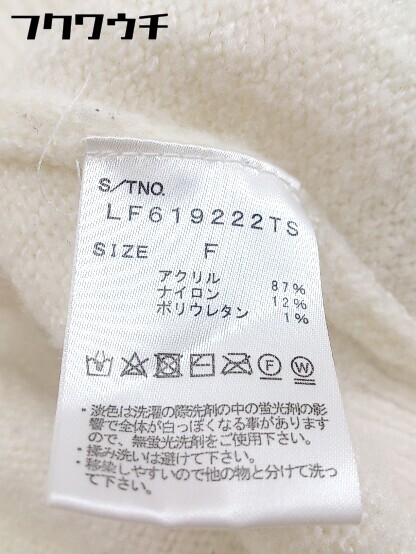 フクワウチ
S/TNO.
LF619222TS
SIZE F
アクリル 87%
ナイロン 12%
ポリウレタン 1%
F W
・淡色は洗濯の際洗剤の中の蛍光剤の影
響で全体が白っぽくなる事があります
ので、無蛍光洗剤をご使用下さい。
・揉み洗いは避けて下さい。
・移染しやすいので他の物と分けて洗っ
て下さい。